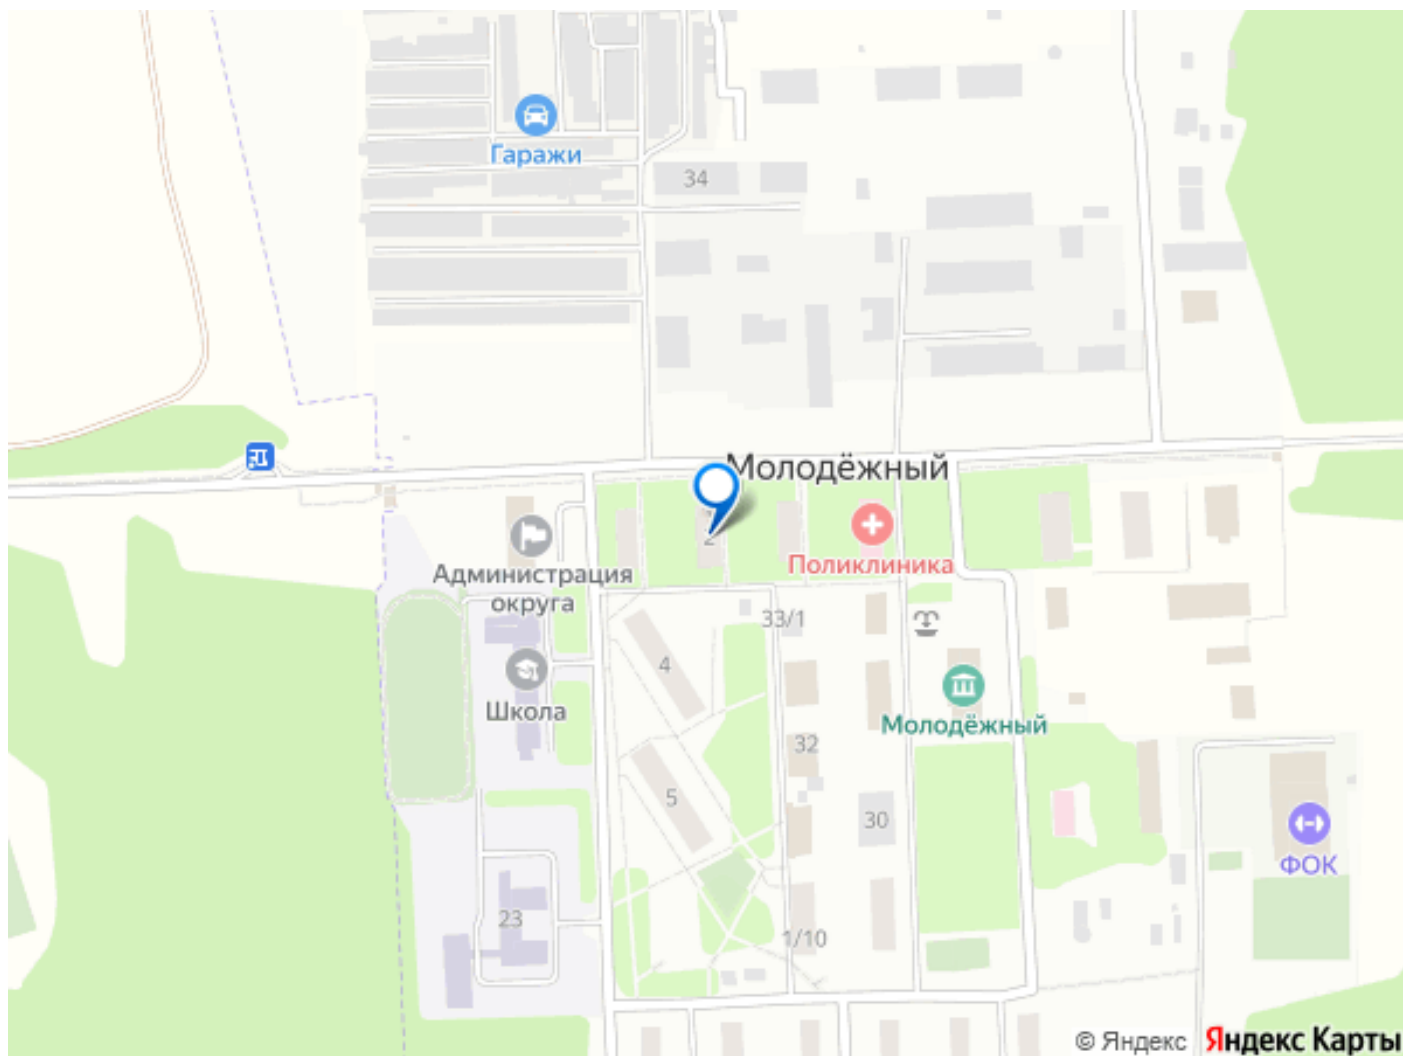 Гаражи
34
Молодёжный
2
Поликлиника
Администрация
округа
33/1
4
Школа
Молодёжный
32
5
30
ФОК
23
1/10
© Яндекс Яндекс Карты